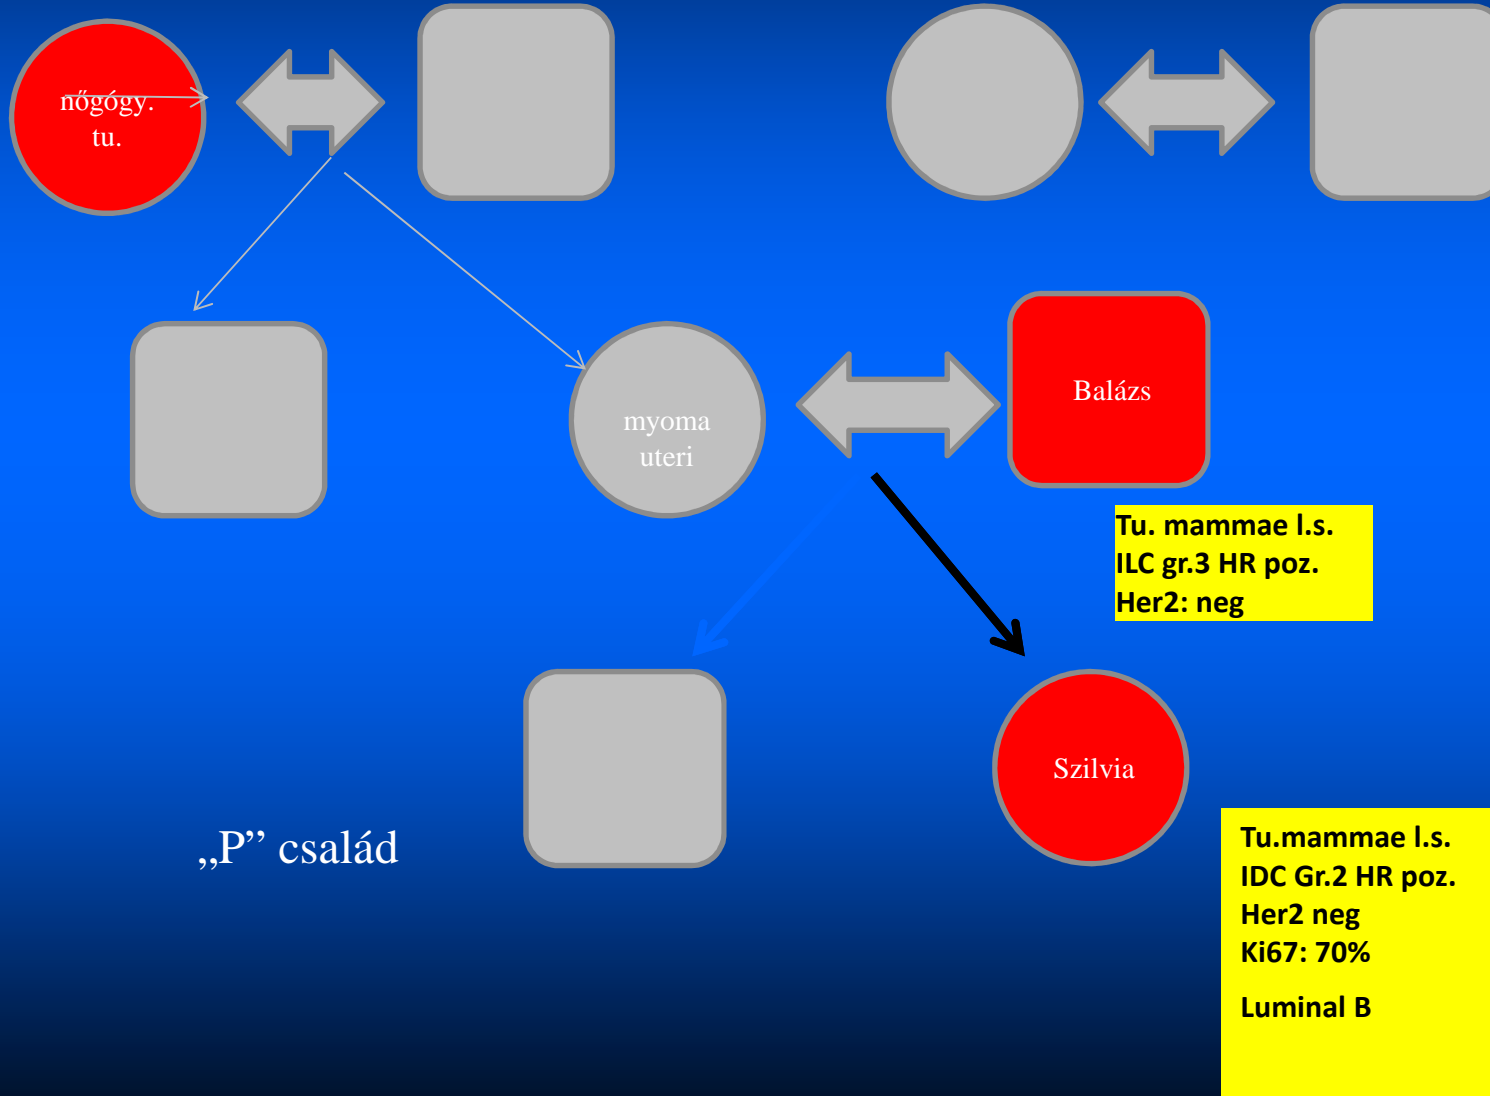 nőgógy.
tu.
Balázs
myoma
uteri
Tu. mammae l.s.
ILC gr.3 HR poz.
Her2: neg
Szilvia
„P” család
Tu.mammae l.s.
IDC Gr.2 HR poz.
Her2 neg
Ki67: 70%
Luminal B